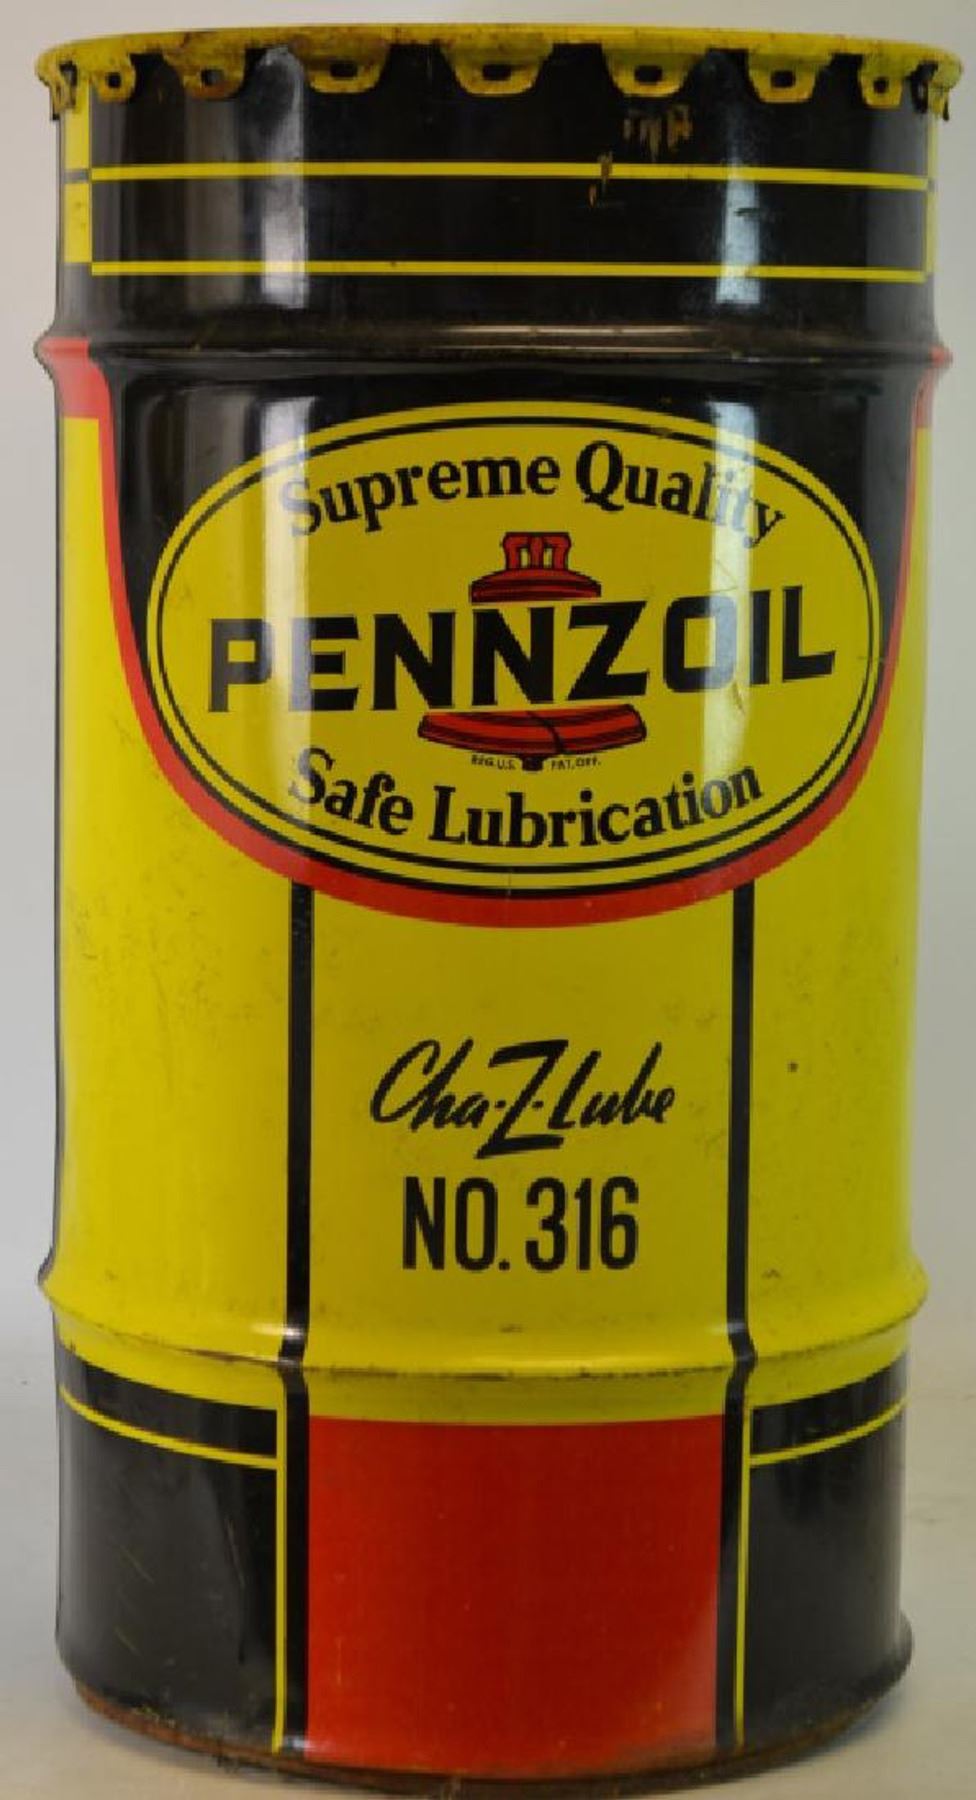 Supreme Quality
PENNZOIL
REG. U.S. PAT. OFF.
Safe Lubrication
Cha-Z-Lube
NO. 316